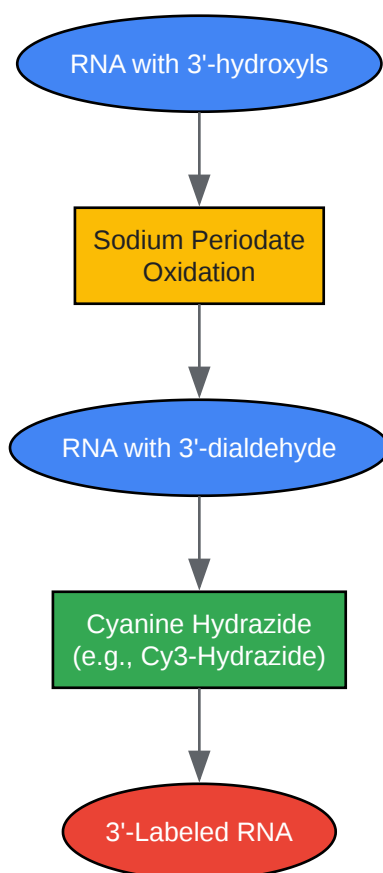 RNA with 3'-hydroxyls
Sodium Periodate
Oxidation
RNA with 3'-dialdehyde
Cyanine Hydrazide
(e.g., Cy3-Hydrazide)
3'-Labeled RNA